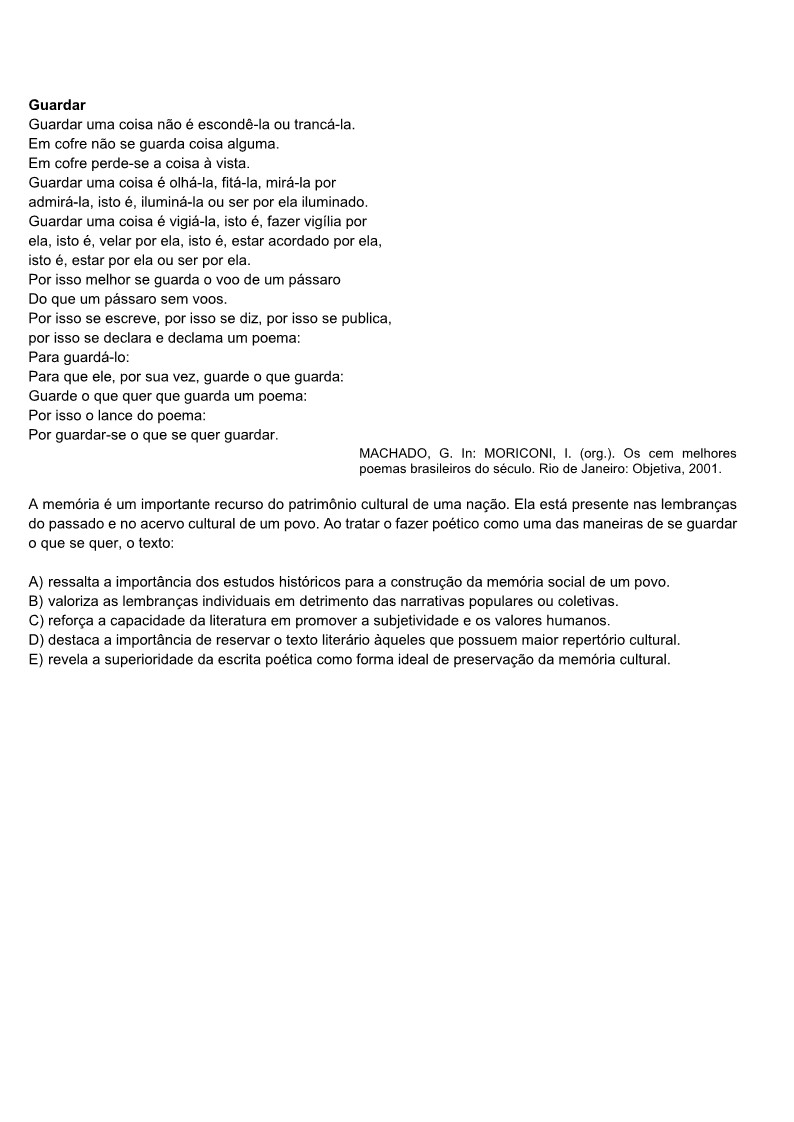 Guardar
Guardar uma coisa não é escondê-la ou trancá-la.
Em cofre não se guarda coisa alguma.
Em cofre perde-se a coisa à vista.
Guardar uma coisa é olhá-la, fitá-la, mirá-la por
admirá-la, isto é, iluminá-la ou ser por ela iluminado.
Guardar uma coisa é vigiá-la, isto é, fazer vigília por
ela, isto é, velar por ela, isto é, estar acordado por ela,
isto é, estar por ela ou ser por ela.
Por isso melhor se guarda o voo de um pássaro
Do que um pássaro sem voos.
Por isso se escreve, por isso se diz, por isso se publica,
por isso se declara e declama um poema:
Para guardá-lo:
Para que ele, por sua vez, guarde o que guarda:
Guarde o que quer que guarda um poema:
Por isso o lance do poema:
Por guardar-se o que se quer guardar.
MACHADO, G. In: MORICONI, I. (org.). Os cem melhores
poemas brasileiros do século. Rio de Janeiro: Objetiva, 2001.
A memória é um importante recurso do patrimônio cultural de uma nação. Ela está presente nas lembranças
do passado e no acervo cultural de um povo. Ao tratar o fazer poético como uma das maneiras de se guardar
o que se quer, o texto:
A) ressalta a importância dos estudos históricos para a construção da memória social de um povo.
B) valoriza as lembranças individuais em detrimento das narrativas populares ou coletivas.
C) reforça a capacidade da literatura em promover a subjetividade e os valores humanos.
D) destaca a importância de reservar o texto literário àqueles que possuem maior repertório cultural.
E) revela a superioridade da escrita poética como forma ideal de preservação da memória cultural.